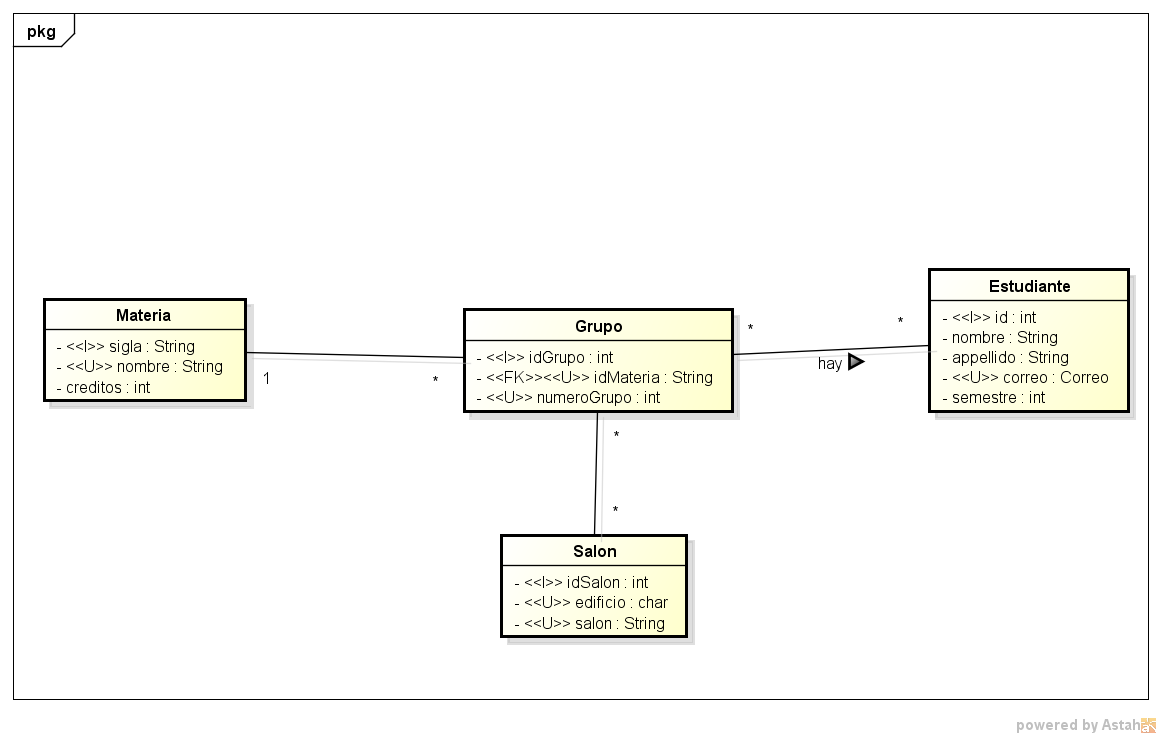 pkg
Materia
- <<I>> sigla : String
- <<U>> nombre : String
- creditos : int
1
*
Grupo
- <<I>> idGrupo : int
- <<FK>><<U>> idMateria : String
- <<U>> numeroGrupo : int
*
*
hay
Estudiante
- <<I>> id : int
- nombre : String
- appellido : String
- <<U>> correo : Correo
- semestre : int
*
*
Salon
- <<I>> idSalon : int
- <<U>> edificio : char
- <<U>> salon : String
powered by Astah